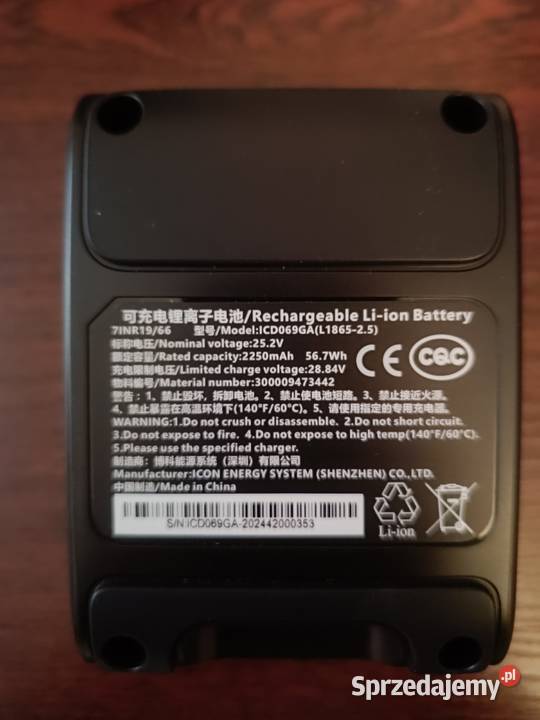 可充电锂离子电池/Rechargeable Li-ion Battery
7INR19/66 型号/Model:ICD069GA(L1865-2.5)
标称电压/Nominal voltage:25.2V
额定容量/Rated capacity:2250mAh 56.7Wh
充电限制电压/Limited charge voltage:28.84V
物料编号/Material number:300009473442
CE CQC
警告:1、禁止毁坏,拆卸电池。2、禁止使电池短路。3、禁止接近火源。
4、禁止暴露在高温环境下(140°F/60°C)。5、请使用指定的专用充电器。
WARNING:1.Do not crush or disassemble. 2.Do not short circuit.
3.Do not expose to fire. 4.Do not expose to high temp(140°F/60°C).
5.Please use the specified charger.
制造商:博科能源系统(深圳)有限公司
Manufacturer:ICON ENERGY SYSTEM (SHENZHEN) CO.,LTD.
中国制造/Made in China
S/N:ICD069GA-202442000353
Li-ion
Sprzedajemy.pl